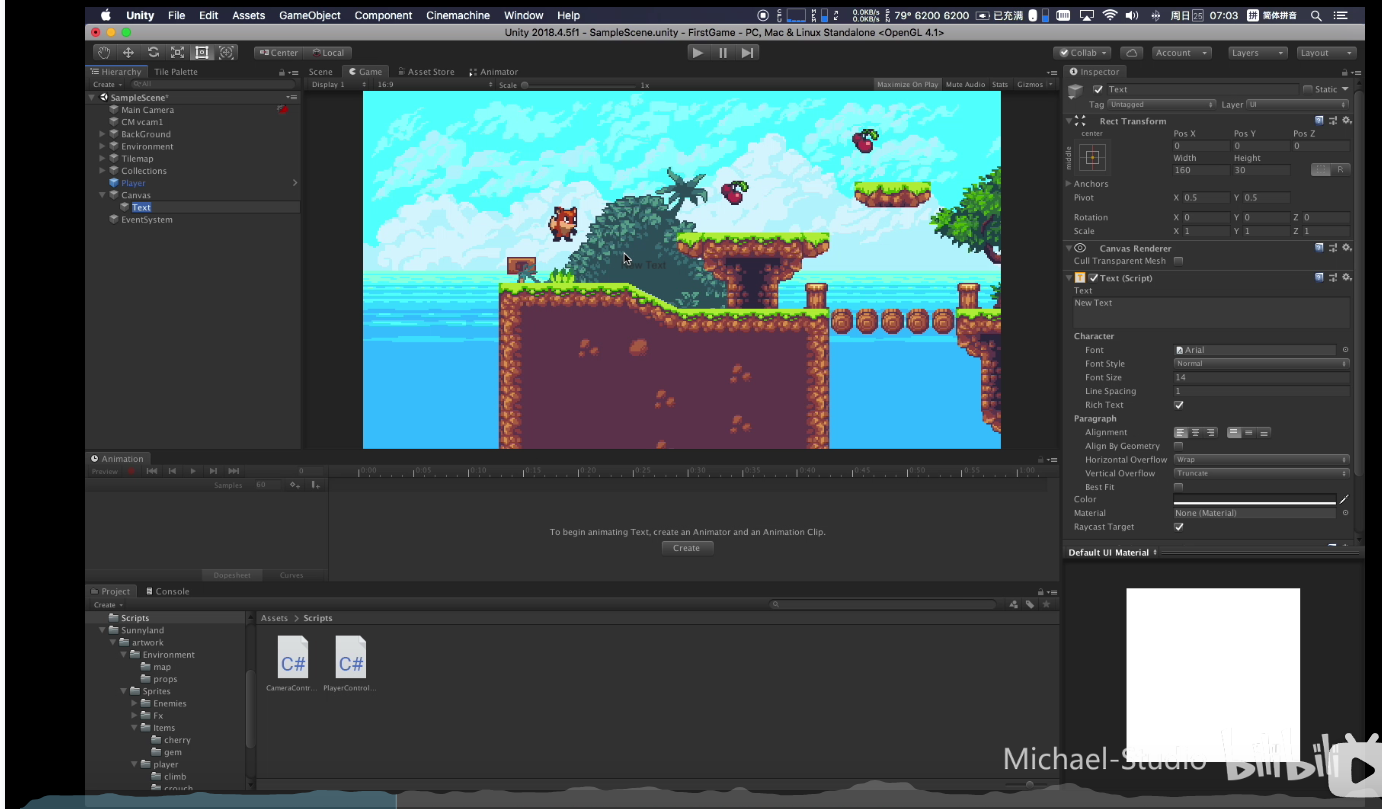 Unity File Edit Assets GameObject Component Cinemachine Window Help
0.0KB/s 0.0KB/s 79° 6200 6200 已充满 周日 25 07:03 拼 简体拼音
Unity 2018.4.5f1 - SampleScene.unity - FirstGame - PC, Mac & Linux Standalone <OpenGL 4.1>
Center Local Collab Account Layers Layout
Hierarchy Tile Palette
Create All
SampleScene*
Main Camera
CM vcam1
BackGround
Environment
Tilemap
Collections
Player
Canvas
Text
EventSystem
Scene Game Asset Store Animator
Display 1 16:9 Scale 1x Maximize On Play Mute Audio Stats Gizmos
New Text
Inspector
Text Static
Tag Untagged Layer UI
Rect Transform
center Pos X Pos Y Pos Z
middle 0 0 0
Width Height
160 30 R
Anchors
Pivot X 0.5 Y 0.5
Rotation X 0 Y 0 Z 0
Scale X 1 Y 1 Z 1
Canvas Renderer
Cull Transparent Mesh
Text (Script)
Text
New Text
Character
Font Arial
Font Style Normal
Font Size 14
Line Spacing 1
Rich Text
Paragraph
Alignment
Align By Geometry
Horizontal Overflow Wrap
Vertical Overflow Truncate
Best Fit
Color
Material None (Material)
Raycast Target
Default UI Material
Animation
Preview 0 0:00 0:05 0:10 0:15 0:20 0:25 0:30 0:35 0:40 0:45 0:50 0:55 1:00
Samples 60
To begin animating Text, create an Animator and an Animation Clip.
Create
Dopesheet Curves
Project Console
Create
Scripts
Sunnyland
artwork
Environment
map
props
Sprites
Enemies
Fx
Items
cherry
gem
player
climb
crouch
Assets > Scripts
C# C#
CameraContr... PlayerControl...
Michael-Studio bilibili